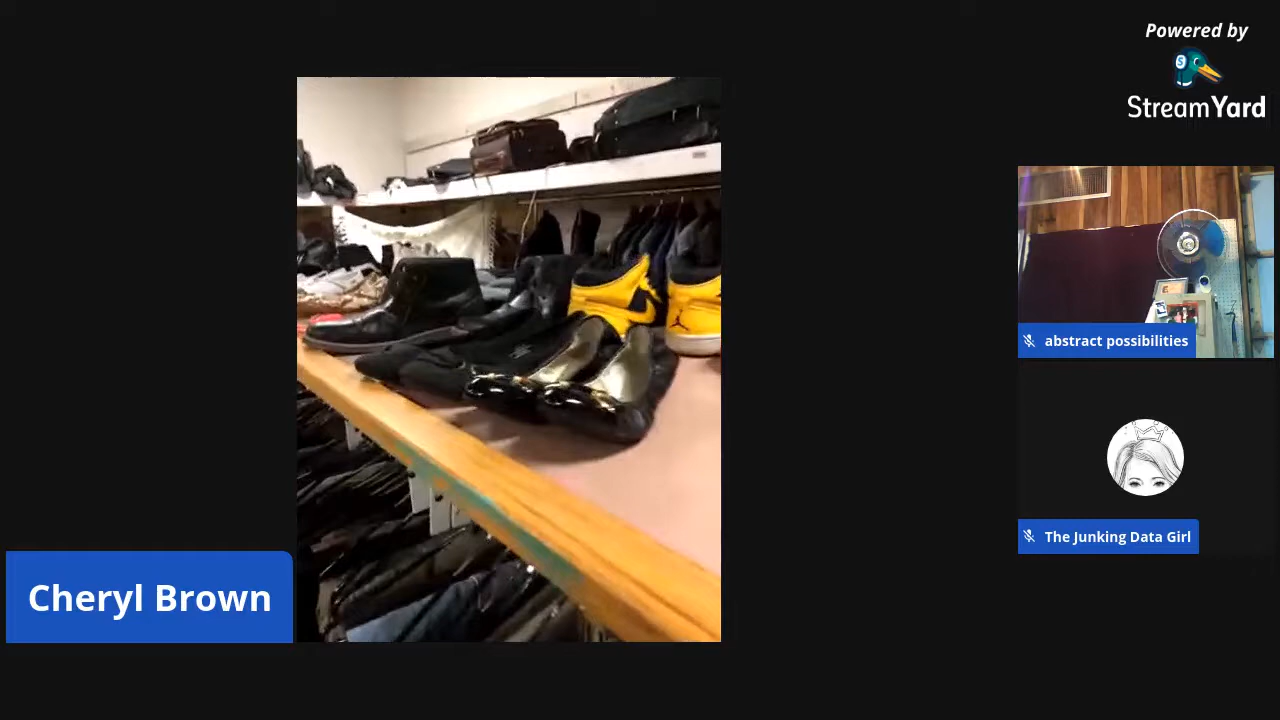 Powered by
StreamYard
abstract possibilities
The Junking Data Girl
Cheryl Brown